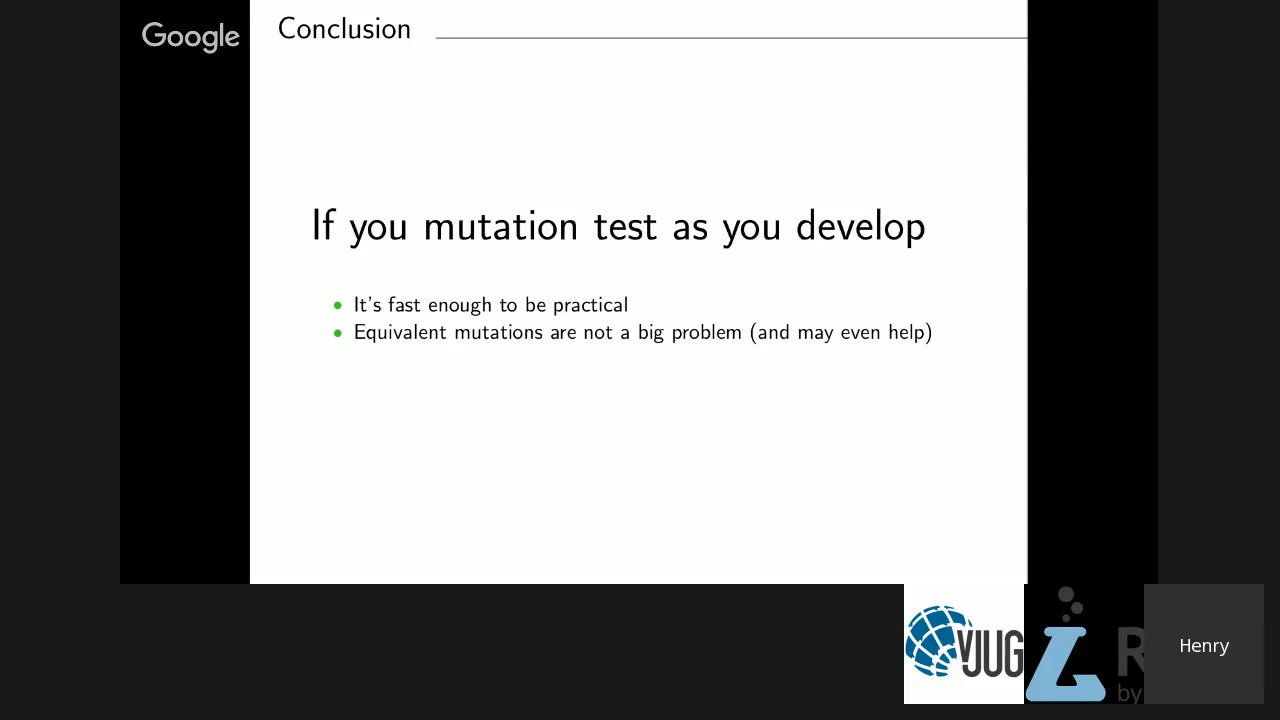 Google
Conclusion
If you mutation test as you develop
It's fast enough to be practical
Equivalent mutations are not a big problem (and may even help)
vJUG
R
by
Henry